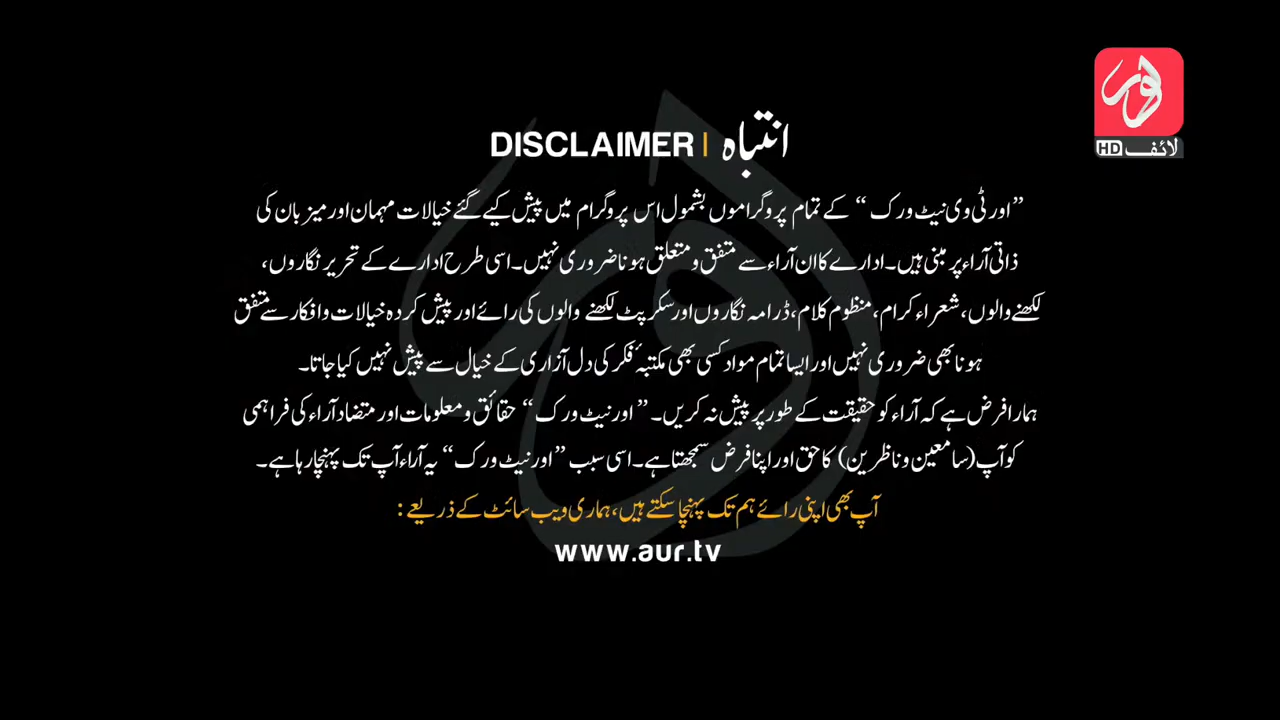 اور
لائف HD
انتباہ | DISCLAIMER
”اور ٹی وی نیٹ ورک“ کے تمام پروگراموں بشمول اس پروگرام میں پیش کیے گئے خیالات مہمان اور میزبان کی
ذاتی آراء پر مبنی ہیں۔ ادارے کا ان آراء سے متفق و متعلق ہونا ضروری نہیں۔ اسی طرح ادارے کے تحریر نگاروں،
لکھنے والوں، شعراء کرام، منظوم کلام، ڈرامہ نگاروں اور سکرپٹ لکھنے والوں کی رائے اور پیش کردہ خیالات و افکار سے متفق
ہونا بھی ضروری نہیں اور ایسا تمام مواد کسی بھی مکتبۂ فکر کی دل آزاری کے خیال سے پیش نہیں کیا جاتا۔
ہمارا فرض ہے کہ آراء کو حقیقت کے طور پر پیش نہ کریں۔ ”اور نیٹ ورک“ حقائق و معلومات اور متضاد آراء کی فراہمی
کو آپ (سامعین و ناظرین) کا حق اور اپنا فرض سمجھتا ہے۔ اسی سبب ”اور نیٹ ورک“ یہ آراء آپ تک پہنچا رہا ہے۔
آپ بھی اپنی رائے ہم تک پہنچا سکتے ہیں، ہماری ویب سائٹ کے ذریعے:
www.aur.tv